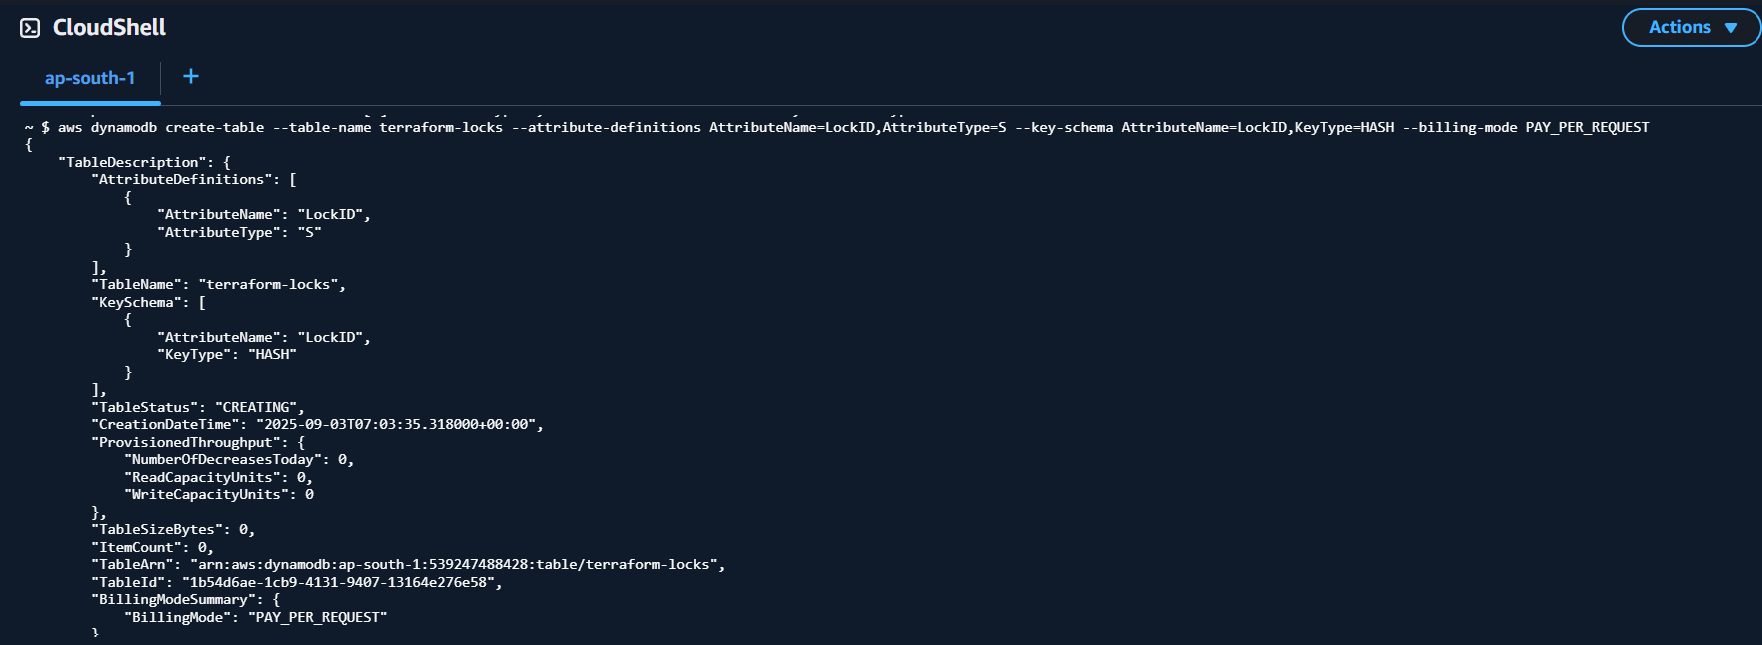 CloudShell
Actions
ap-south-1
+
~ $ aws dynamodb create-table --table-name terraform-locks --attribute-definitions AttributeName=LockID,AttributeType=S --key-schema AttributeName=LockID,KeyType=HASH --billing-mode PAY_PER_REQUEST
{
    "TableDescription": {
        "AttributeDefinitions": [
            {
                "AttributeName": "LockID",
                "AttributeType": "S"
            }
        ],
        "TableName": "terraform-locks",
        "KeySchema": [
            {
                "AttributeName": "LockID",
                "KeyType": "HASH"
            }
        ],
        "TableStatus": "CREATING",
        "CreationDateTime": "2025-09-03T07:03:35.318000+00:00",
        "ProvisionedThroughput": {
            "NumberOfDecreasesToday": 0,
            "ReadCapacityUnits": 0,
            "WriteCapacityUnits": 0
        },
        "TableSizeBytes": 0,
        "ItemCount": 0,
        "TableArn": "arn:aws:dynamodb:ap-south-1:539247488428:table/terraform-locks",
        "TableId": "1b54d6ae-1cb9-4131-9407-13164e276e58",
        "BillingModeSummary": {
            "BillingMode": "PAY_PER_REQUEST"
        }